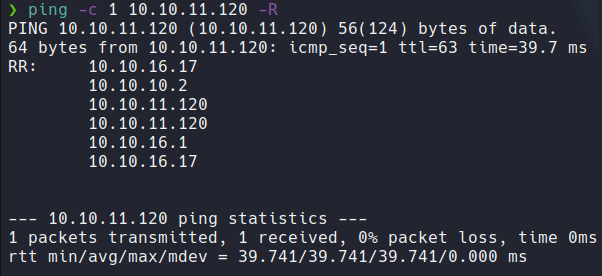 ❯ ping -c 1 10.10.11.120 -R
PING 10.10.11.120 (10.10.11.120) 56(124) bytes of data.
64 bytes from 10.10.11.120: icmp_seq=1 ttl=63 time=39.7 ms
RR:     10.10.16.17
        10.10.10.2
        10.10.11.120
        10.10.11.120
        10.10.16.1
        10.10.16.17
--- 10.10.11.120 ping statistics ---
1 packets transmitted, 1 received, 0% packet loss, time 0ms
rtt min/avg/max/mdev = 39.741/39.741/39.741/0.000 ms